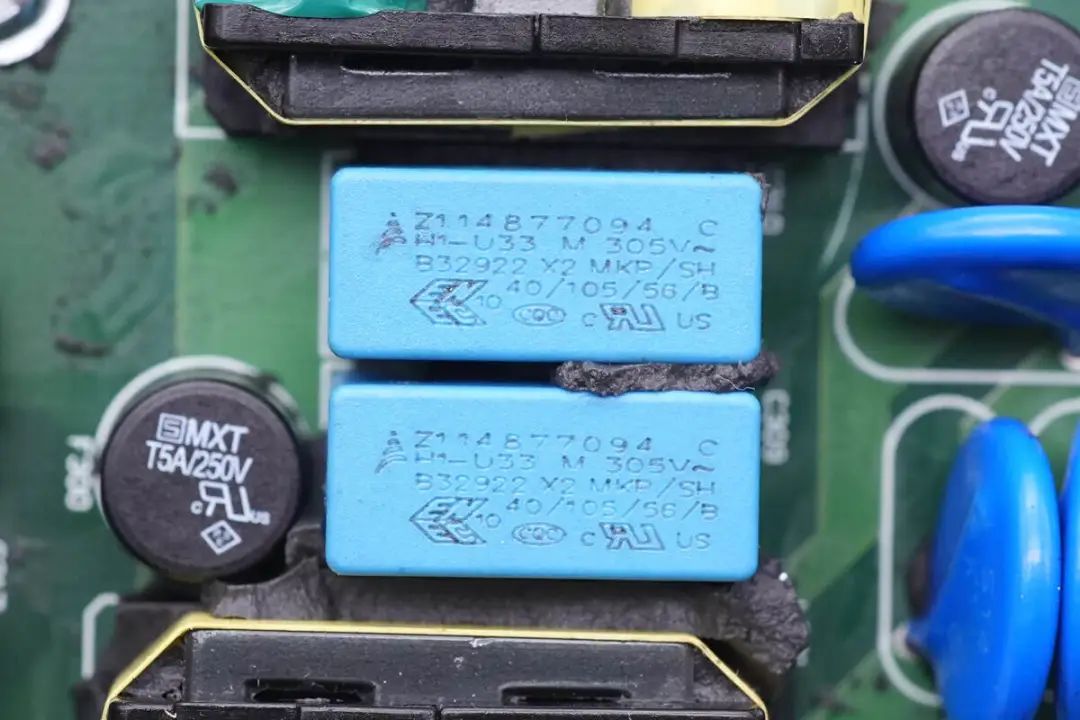 MXT
T5A/250V
c US
Z114877094 C
H1-U33 M 305V~
B32922 X2 MKP/SH
40/105/56/B
10 CQC c US
Z114877094 C
H1-U33 M 305V~
B32922 X2 MKP/SH
40/105/56/B
10 CQC c US
MXT
T5A/250V
c US